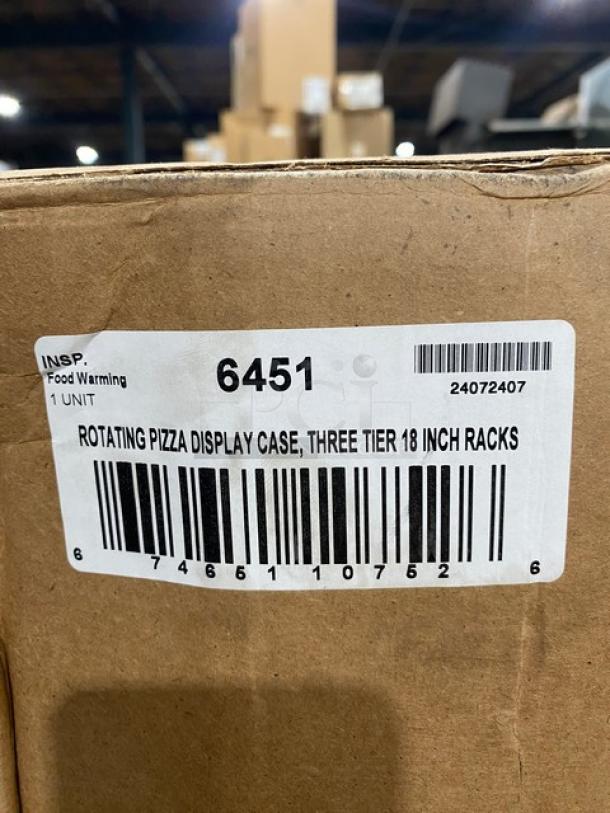 INSP.
Food Warming
1 UNIT
6451
24072407
ROTATING PIZZA DISPLAY CASE, THREE TIER 18 INCH RACKS
6 74651 10752 6